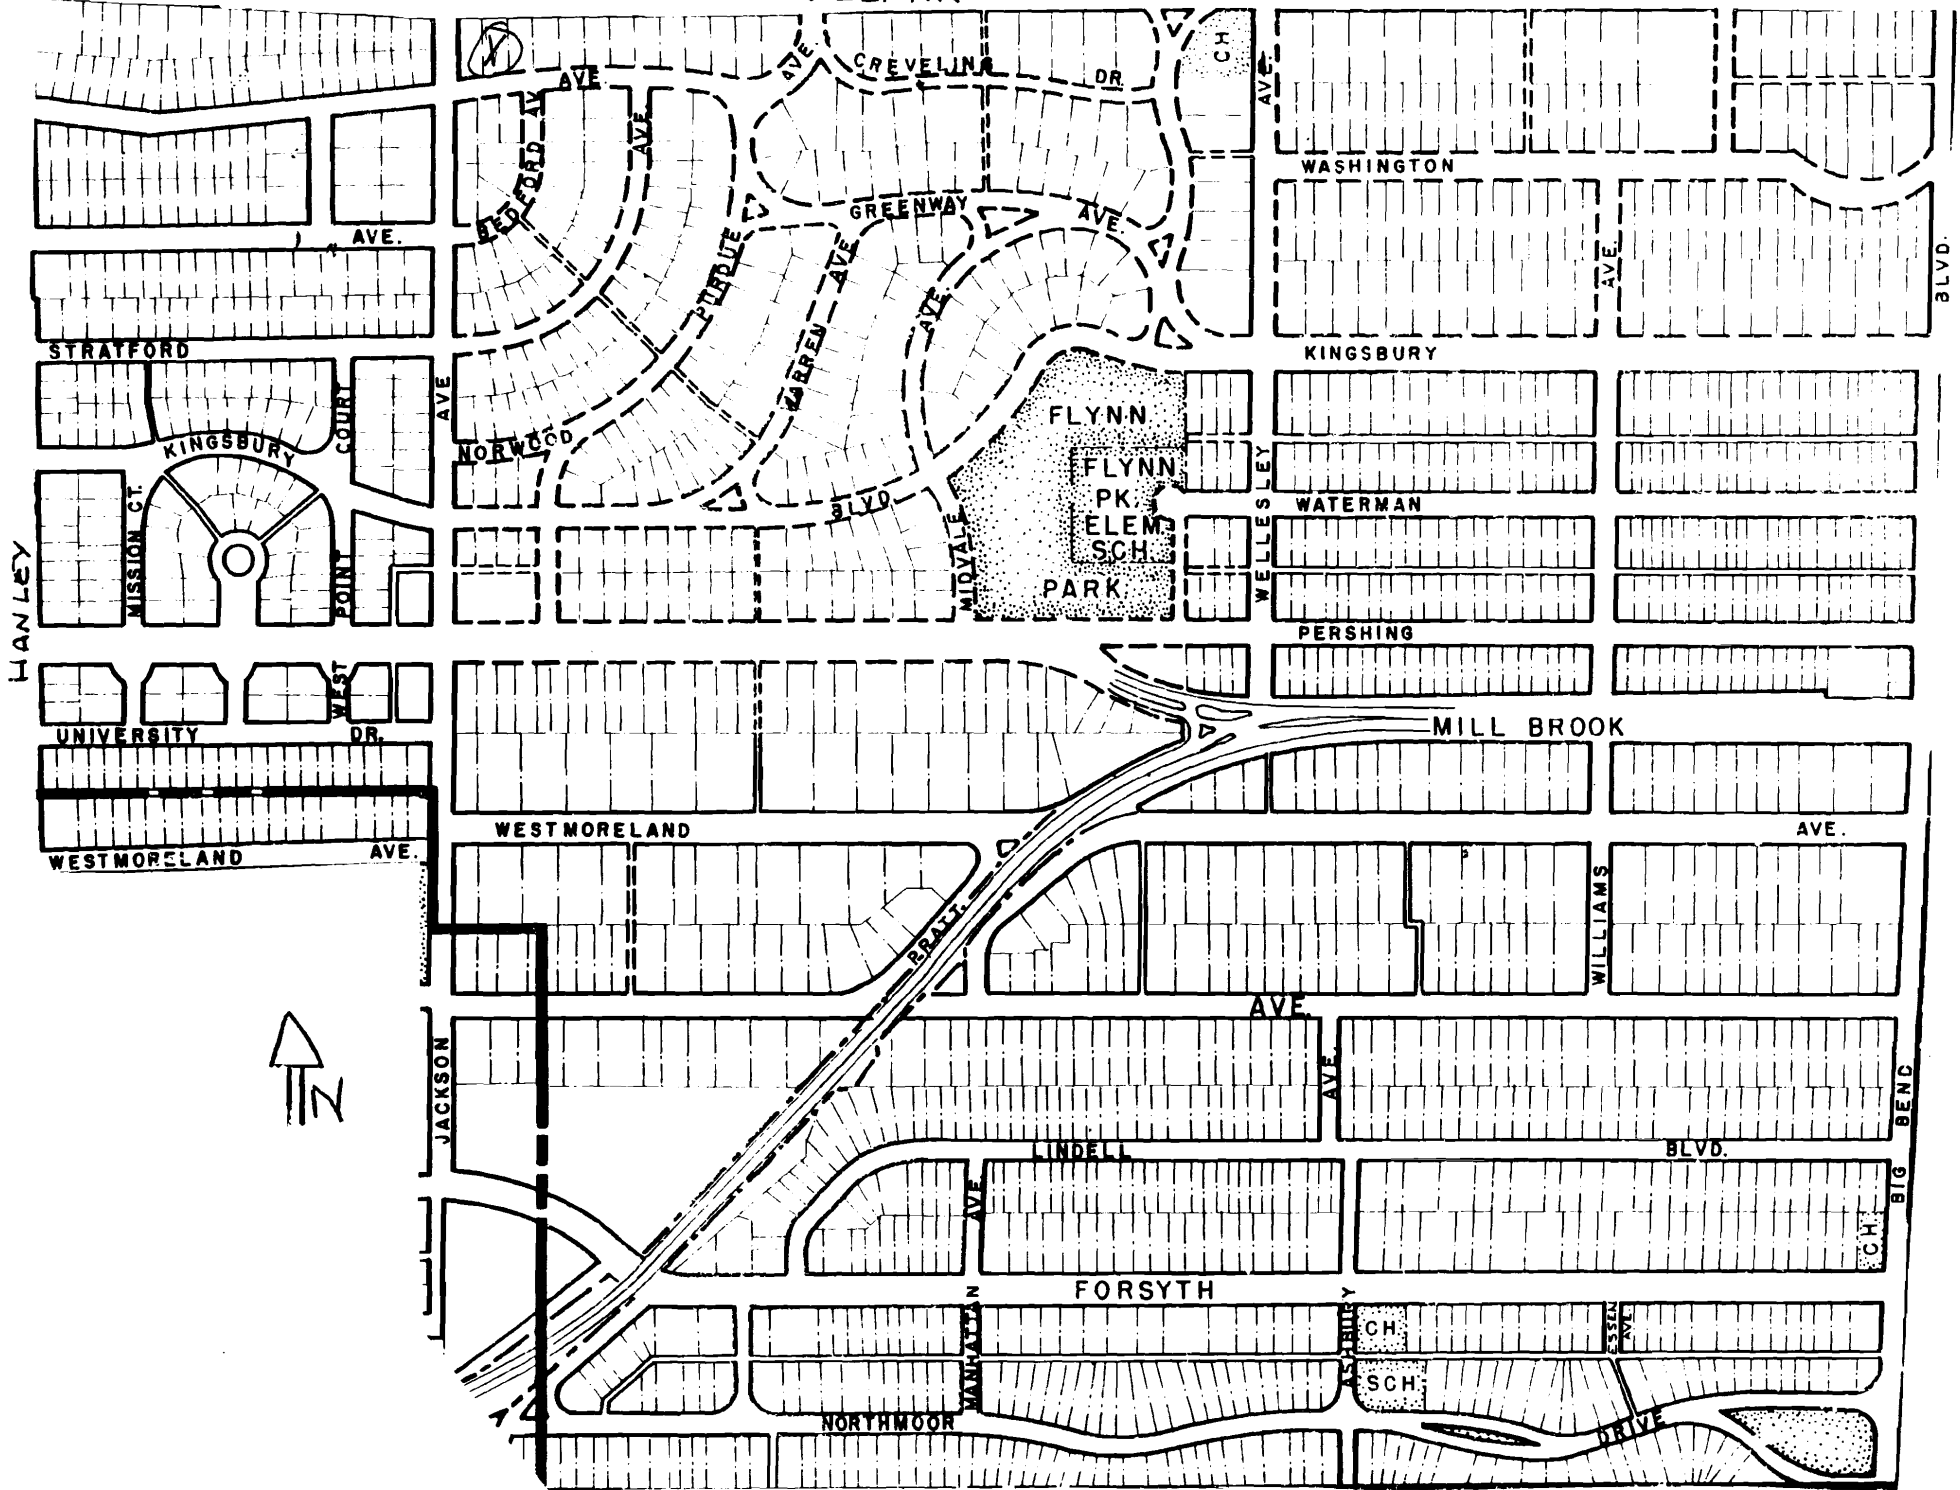 CREVELING
DR.
AVE.
AVE
CH
AVE.
BEDFORD AV.
AVE.
WASHINGTON
GREENWAY
AVE.
AVE.
PURDUE
AVE
AVE.
BLVD.
AVE
WARREN
STRATFORD
KINGSBURY
COURT
AVE
FLYNN
NORWOOD
KINGSBURY
FLYNN
PK.
ELEM
SCH.
PARK
WELLESLEY
WATERMAN
BLVD.
MISSION CT.
MIDVALE
POINT
HANLEY
PERSHING
WEST
UNIVERSITY
DR.
MILL BROOK
WESTMORELAND
AVE.
WESTMORELAND
AVE.
WILLIAMS
PRATT
AVE.
N
JACKSON
AVE.
BEND
LINDELL
BLVD.
AVE.
BIG
CH.
FORSYTH
MANHATTAN
ASHBURY
CH.
ESSEN
AVE.
SCH.
NORTHMOOR
DRIVE